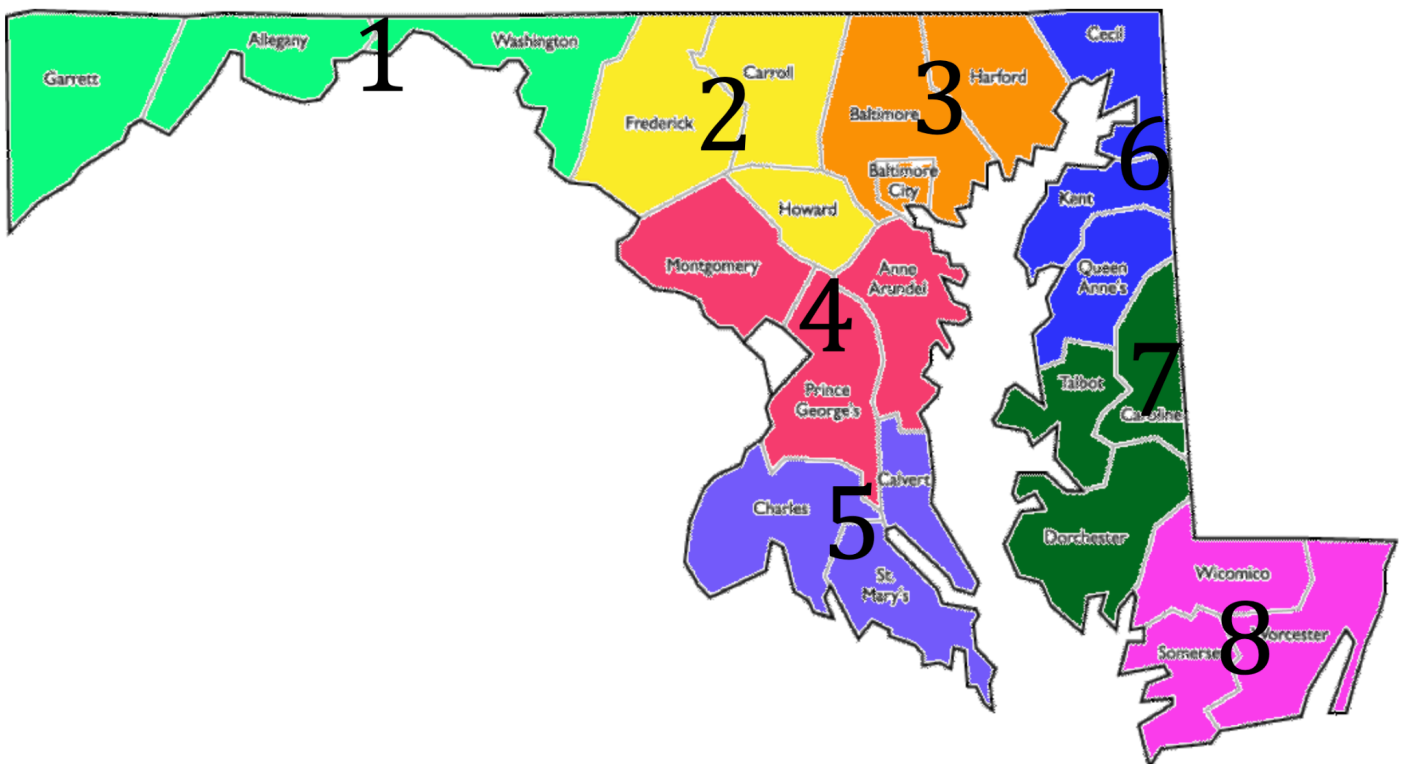 Garrett
Allegany
1
Washington
Frederick
2
Carroll
Baltimore
3
Harford
Baltimore
City
Cecil
6
Kent
Queen
Anne's
Howard
Montgomery
Anne
Arundel
4
Prince
George's
7
Talbot
Caroline
Charles
5
Calvert
St.
Mary's
Dorchester
Wicomico
8
Worcester
Somerset